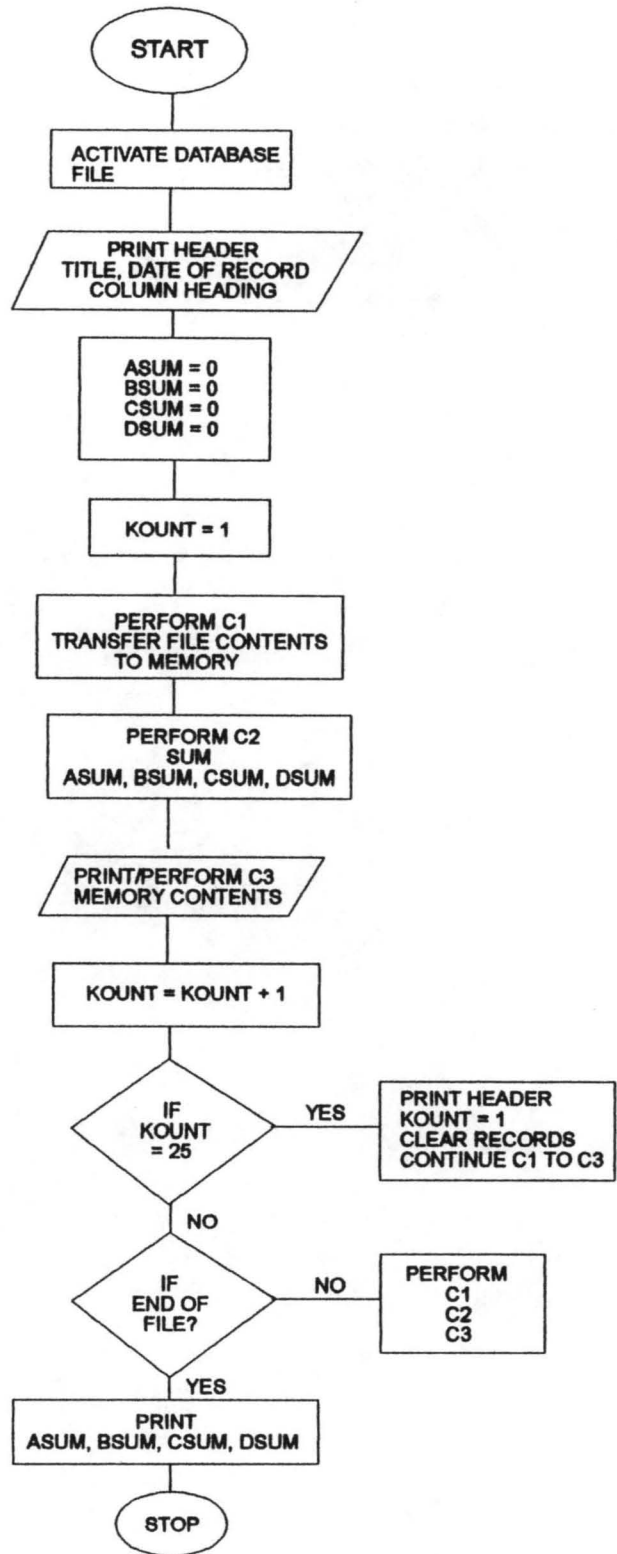 START
ACTIVATE DATABASE
FILE
PRINT HEADER
TITLE, DATE OF RECORD
COLUMN HEADING
ASUM = 0
BSUM = 0
CSUM = 0
DSUM = 0
KOUNT = 1
PERFORM C1
TRANSFER FILE CONTENTS
TO MEMORY
PERFORM C2
SUM
ASUM, BSUM, CSUM, DSUM
PRINT/PERFORM C3
MEMORY CONTENTS
KOUNT = KOUNT + 1
IF
KOUNT
= 25
YES
PRINT HEADER
KOUNT = 1
CLEAR RECORDS
CONTINUE C1 TO C3
NO
IF
END OF
FILE?
NO
PERFORM
C1
C2
C3
YES
PRINT
ASUM, BSUM, CSUM, DSUM
STOP